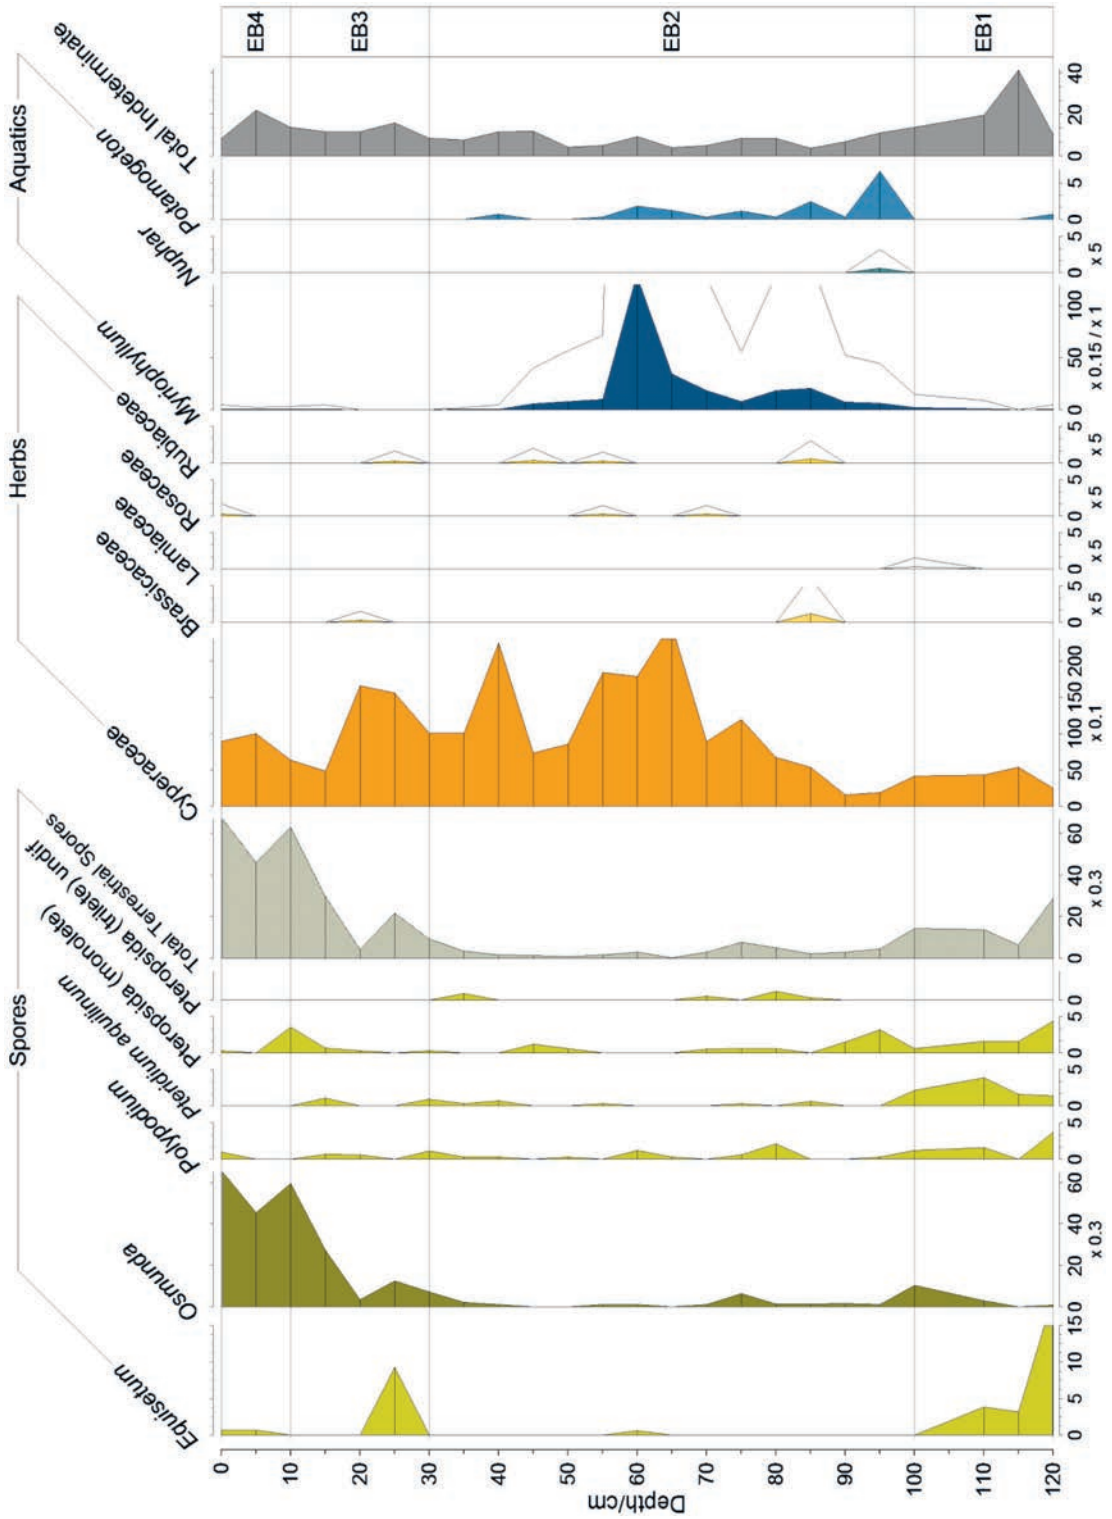 Spores
Herbs
Aquatics
Equisetum
Osmunda
Polypodium
Pteridium aquilinum
Pteropsida (monolete)
Pteropsida (trilete) undif
Total Terrestrial Spores
Cyperaceae
Brassicaceae
Lamiaceae
Rosaceae
Rubiaceae
Myriophyllum
Nuphar
Potamogeton
Total Indeterminate
EB4
EB3
EB2
EB1
Depth/cm
0
10
20
30
40
50
60
70
80
90
100
110
120
0 5 10 15
0 20 40 60
x 0.3
0 5
0 5
0 5
0
0 20 40 60
x 0.3
0 50 100 150 200
x 0.1
0 5
x 5
0 5
x 5
0 5
x 5
0 5
x 5
0 50 100
x 0.15 / x 1
0 5
x 5
0 5
0 20 40